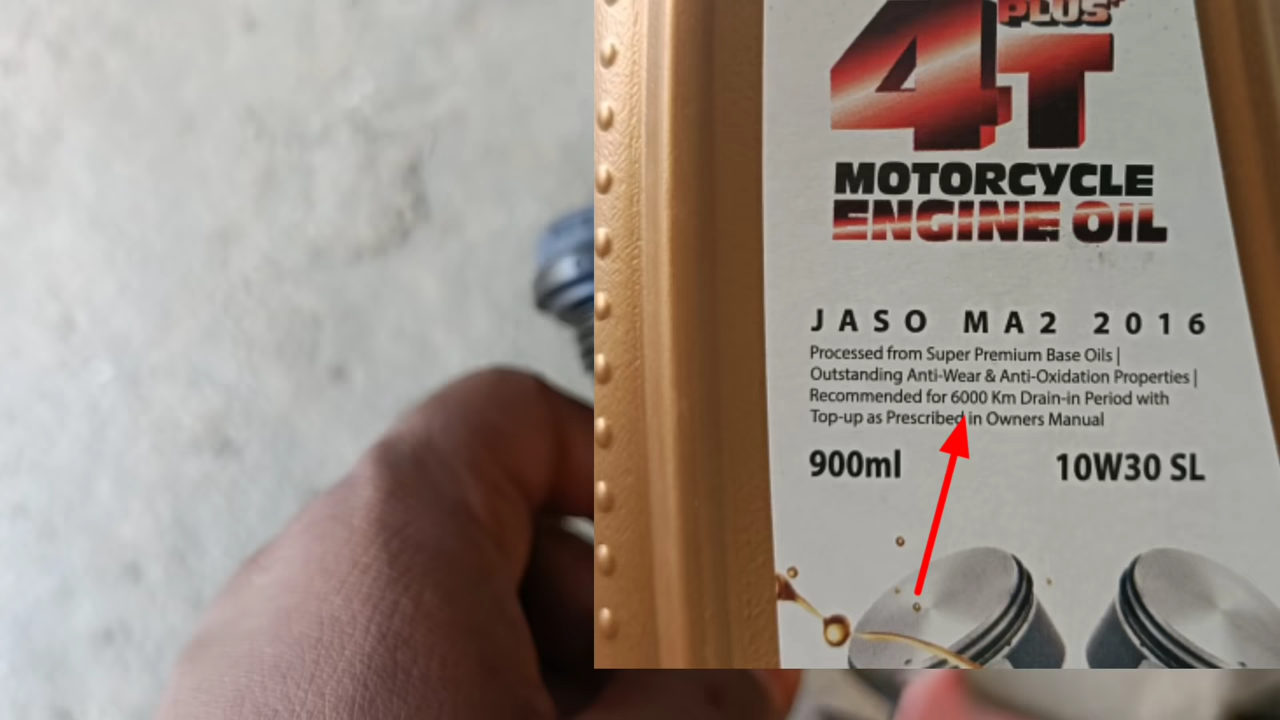 PLUS+
4T
MOTORCYCLE
ENGINE OIL
JASO MA2 2016
Processed from Super Premium Base Oils |
Outstanding Anti-Wear & Anti-Oxidation Properties |
Recommended for 6000 Km Drain-in Period with
Top-up as Prescribed in Owners Manual
900ml 10W30 SL